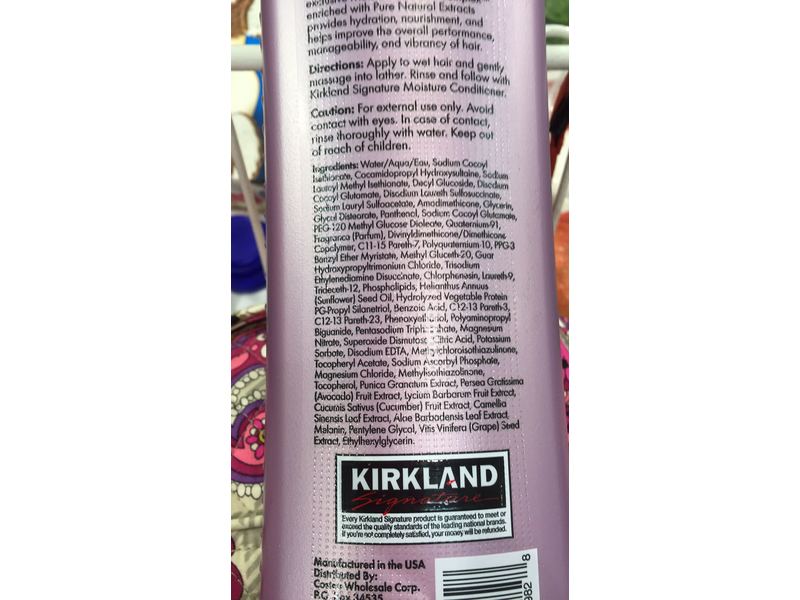 enriched with Pure Natural Extracts
provides hydration, nourishment, and
helps improve the overall performance,
manageability, and vibrancy of hair.
Directions: Apply to wet hair and gently
massage into lather. Rinse and follow with
Kirkland Signature Moisture Conditioner.
Caution: For external use only. Avoid
contact with eyes. In case of contact,
rinse thoroughly with water. Keep out
of reach of children.
Ingredients: Water/Aqua/Eau, Sodium Cocoyl
Isethionate, Cocamidopropyl Hydroxysultaine, Sodium
Lauroyl Methyl Isethionate, Decyl Glucoside, Disodium
Cocoyl Glutamate, Disodium Laureth Sulfosuccinate,
Sodium Lauryl Sulfoacetate, Amodimethicone, Glycerin,
Glycol Distearate, Panthenol, Sodium Cocoyl Glutamate,
PEG-120 Methyl Glucose Dioleate, Quaternium-91,
Fragrance (Parfum), Divinyldimethicone/Dimethicone
Copolymer, C11-15 Pareth-7, Polyquaternium-10, PPG-3
Benzyl Ether Myristate, Methyl Gluceth-20, Guar
Hydroxypropyltrimonium Chloride, Trisodium
Ethylenediamine Disuccinate, Chlorphenesin, Laureth-9,
Trideceth-12, Phospholipids, Helianthus Annuus
(Sunflower) Seed Oil, Hydrolyzed Vegetable Protein
PG-Propyl Silanetriol, Benzoic Acid, C12-13 Pareth-3,
C12-13 Pareth-23, Phenoxyethanol, Polyaminopropyl
Biguanide, Pentasodium Triphosphate, Magnesium
Nitrate, Superoxide Dismutase, Citric Acid, Potassium
Sorbate, Disodium EDTA, Methylchloroisothiazolinone,
Tocopheryl Acetate, Sodium Ascorbyl Phosphate,
Magnesium Chloride, Methylisothiazolinone,
Tocopherol, Punica Granatum Extract, Persea Gratissima
(Avocado) Fruit Extract, Lycium Barbarum Fruit Extract,
Cucumis Sativus (Cucumber) Fruit Extract, Camellia
Sinensis Leaf Extract, Aloe Barbadensis Leaf Extract,
Melanin, Pentylene Glycol, Vitis Vinifera (Grape) Seed
Extract, Ethylhexylglycerin.
KIRKLAND
Signature
Every Kirkland Signature product is guaranteed to meet or
exceed the quality standards of the leading national brands.
If you're not completely satisfied, your money will be refunded.
Manufactured in the USA
Distributed By:
Costco Wholesale Corp.
P.O. Box 34535
982 8